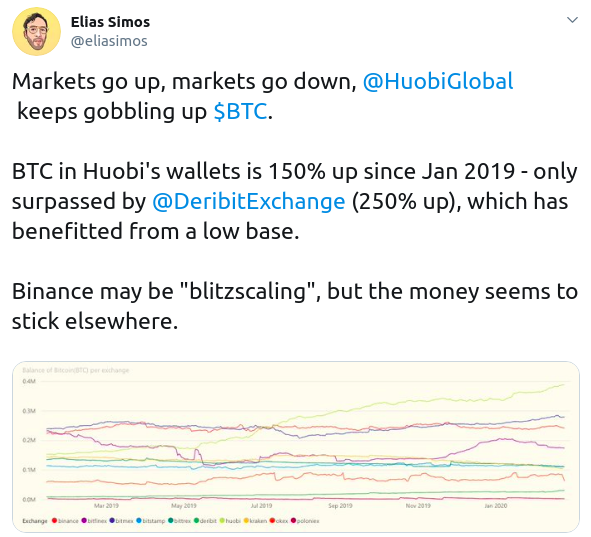 Elias Simos
@eliasimos
Markets go up, markets go down, @HuobiGlobal
keeps gobbling up $BTC.
BTC in Huobi's wallets is 150% up since Jan 2019 - only
surpassed by @DeribitExchange (250% up), which has
benefitted from a low base.
Binance may be "blitzscaling", but the money seems to
stick elsewhere.
Balance of Bitcoin(BTC) per exchange
0.4M
0.3M
0.2M
0.1M
0.0M
Mar 2019 May 2019 Jul 2019 Sep 2019 Nov 2019 Jan 2020
Exchange binance bitfinex bitmex bitstamp bittrex deribit huobi kraken okex poloniex